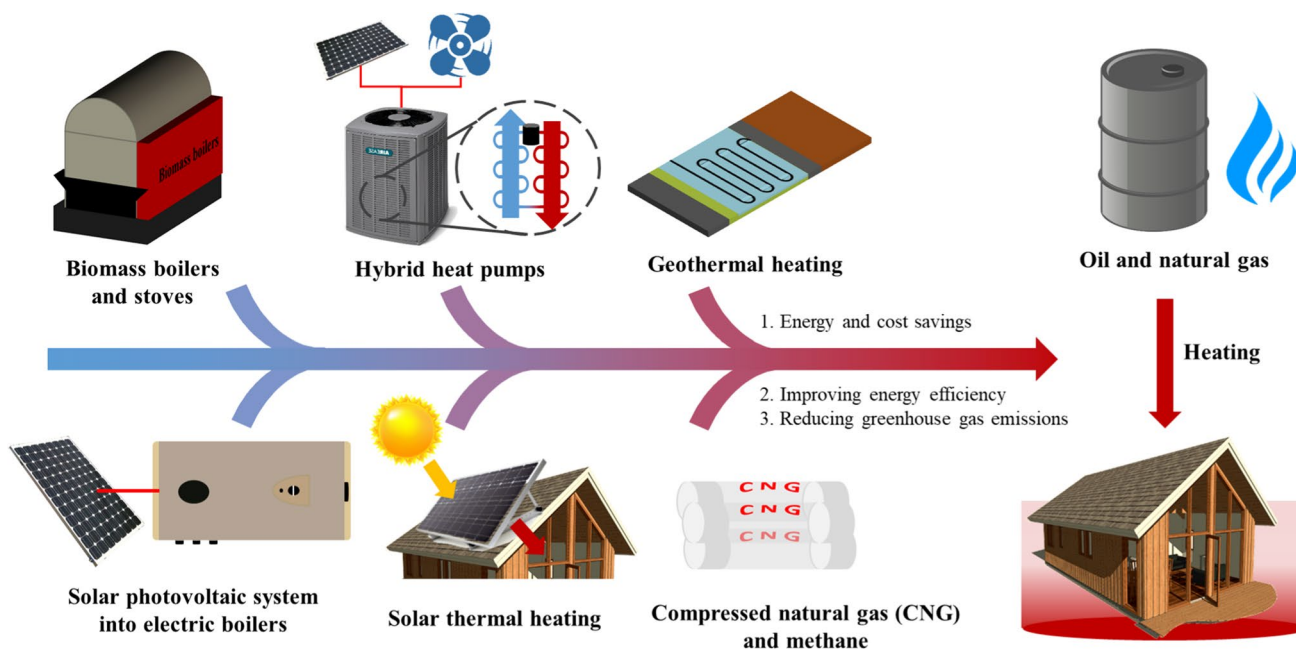 Biomass boilers
Biomass boilers
and stoves
Hybrid heat pumps
Geothermal heating
Oil and natural gas
1. Energy and cost savings
2. Improving energy efficiency
3. Reducing greenhouse gas emissions
Heating
Solar photovoltaic system
into electric boilers
Solar thermal heating
CNG
CNG
CNG
Compressed natural gas (CNG)
and methane